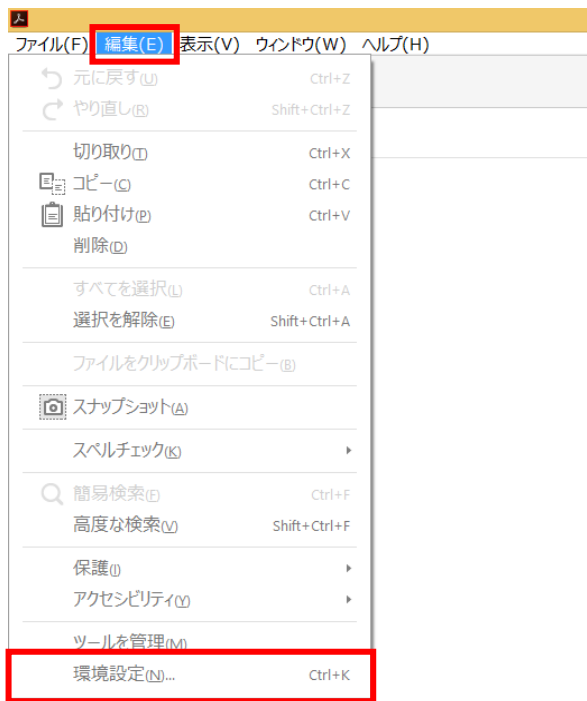 ファイル(F) 編集(E) 表示(V) ウィンドウ(W) ヘルプ(H)
元に戻す(U) Ctrl+Z
やり直し(R) Shift+Ctrl+Z
切り取り(T) Ctrl+X
コピー(C) Ctrl+C
貼り付け(P) Ctrl+V
削除(D)
すべてを選択(L) Ctrl+A
選択を解除(E) Shift+Ctrl+A
ファイルをクリップボードにコピー(B)
スナップショット(A)
スペルチェック(K)
簡易検索(F) Ctrl+F
高度な検索(V) Shift+Ctrl+F
保護(I)
アクセシビリティ(Y)
ツールを管理(M)
環境設定(N)... Ctrl+K